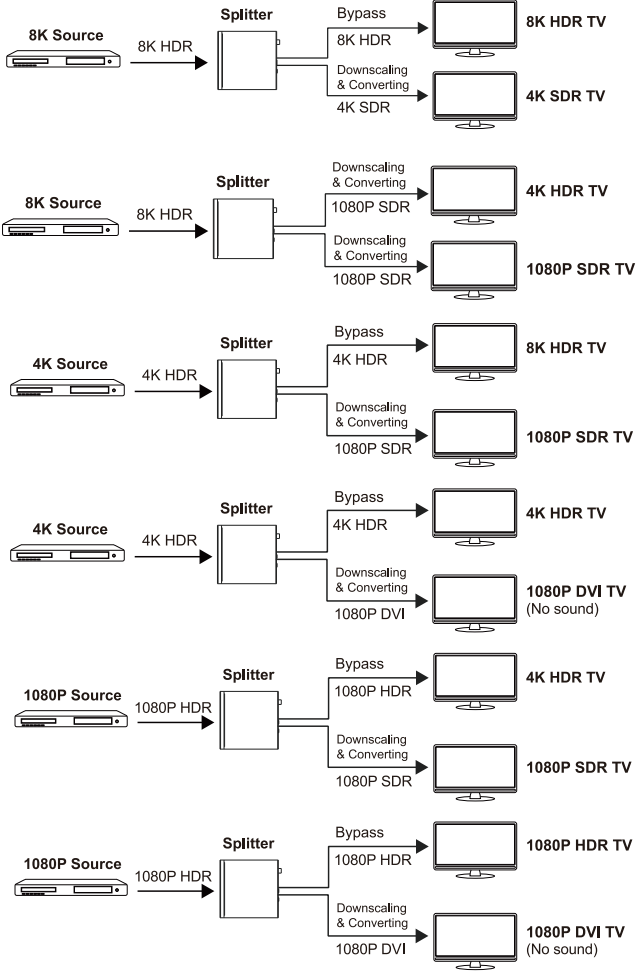 8K Source
8K HDR
Splitter
Bypass
8K HDR
8K HDR TV
Downscaling
& Converting
4K SDR
4K SDR TV
8K Source
8K HDR
Splitter
Downscaling
& Converting
1080P SDR
4K HDR TV
Downscaling
& Converting
1080P SDR
1080P SDR TV
4K Source
4K HDR
Splitter
Bypass
4K HDR
8K HDR TV
Downscaling
& Converting
1080P SDR
1080P SDR TV
4K Source
4K HDR
Splitter
Bypass
4K HDR
4K HDR TV
Downscaling
& Converting
1080P DVI
1080P DVI TV
(No sound)
1080P Source
1080P HDR
Splitter
Bypass
1080P HDR
4K HDR TV
Downscaling
& Converting
1080P SDR
1080P SDR TV
1080P Source
1080P HDR
Splitter
Bypass
1080P HDR
1080P HDR TV
Downscaling
& Converting
1080P DVI
1080P DVI TV
(No sound)